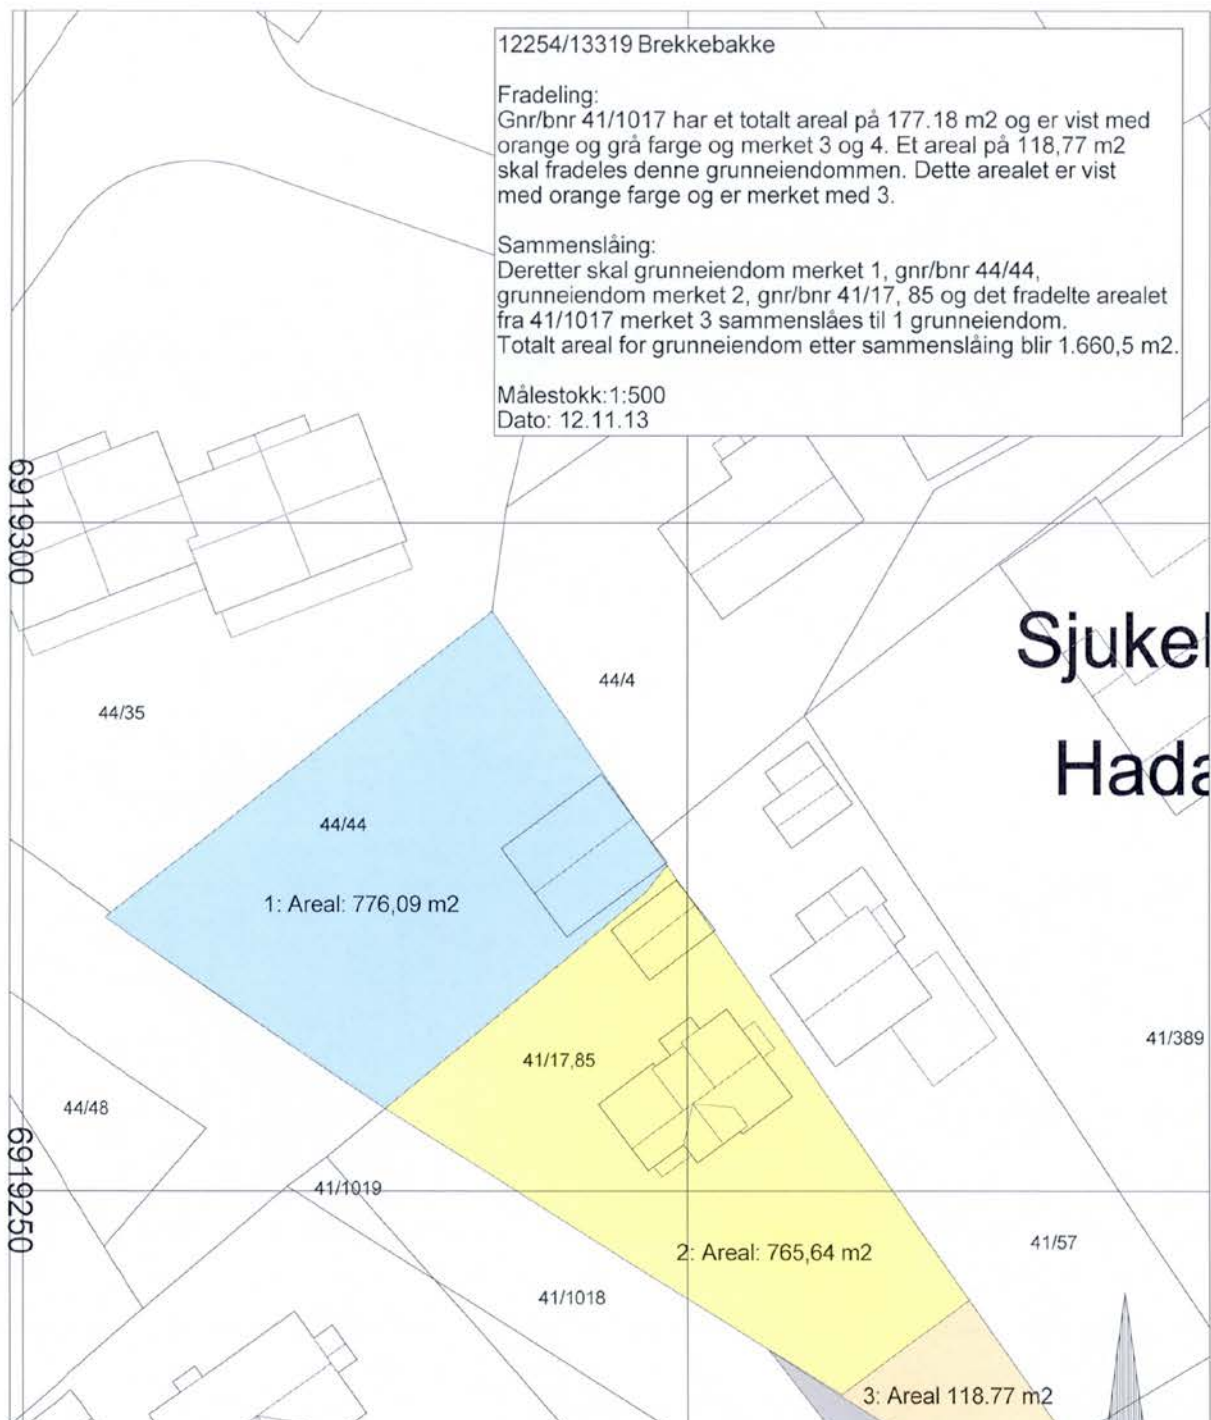 12254/13319 Brekkebakke
Fradeling:
Gnr/bnr 41/1017 har et totalt areal på 177.18 m2 og er vist med
orange og grå farge og merket 3 og 4. Et areal på 118,77 m2
skal fradeles denne grunneiendommen. Dette arealet er vist
med orange farge og er merket med 3.
Sammenslåing:
Deretter skal grunneiendom merket 1, gnr/bnr 44/44,
grunneiendom merket 2, gnr/bnr 41/17, 85 og det fradelte arealet
fra 41/1017 merket 3 sammenslåes til 1 grunneiendom.
Totalt areal for grunneiendom etter sammenslåing blir 1.660,5 m2.
Målestokk:1:500
Dato: 12.11.13
6919300
Sjukel
44/4
44/35
Hada
44/44
1: Areal: 776,09 m2
41/389
41/17,85
44/48
6919250
41/1019
41/57
2: Areal: 765,64 m2
41/1018
3: Areal 118.77 m2